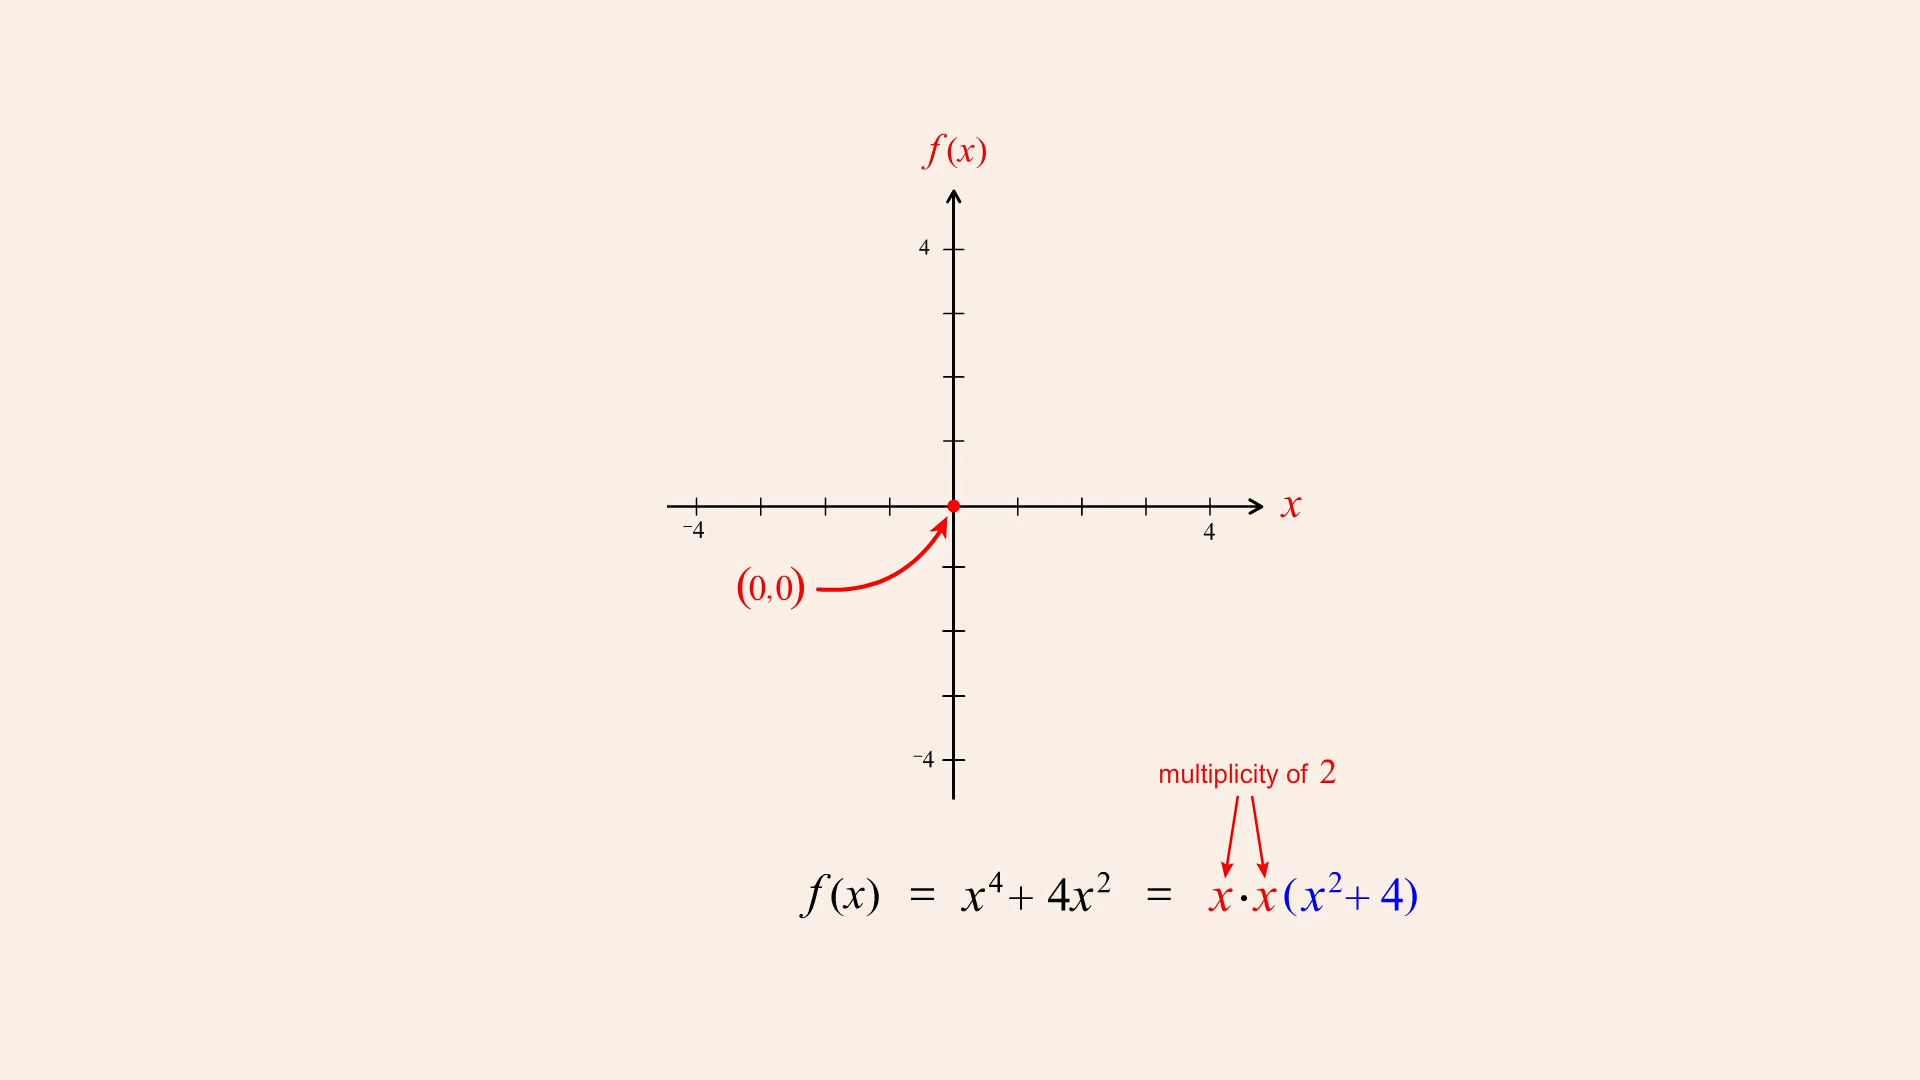 f(x)
4
−4
4
x
(0,0)
−4
multiplicity of 2
f(x) = x⁴ + 4x² = x·x(x² + 4)